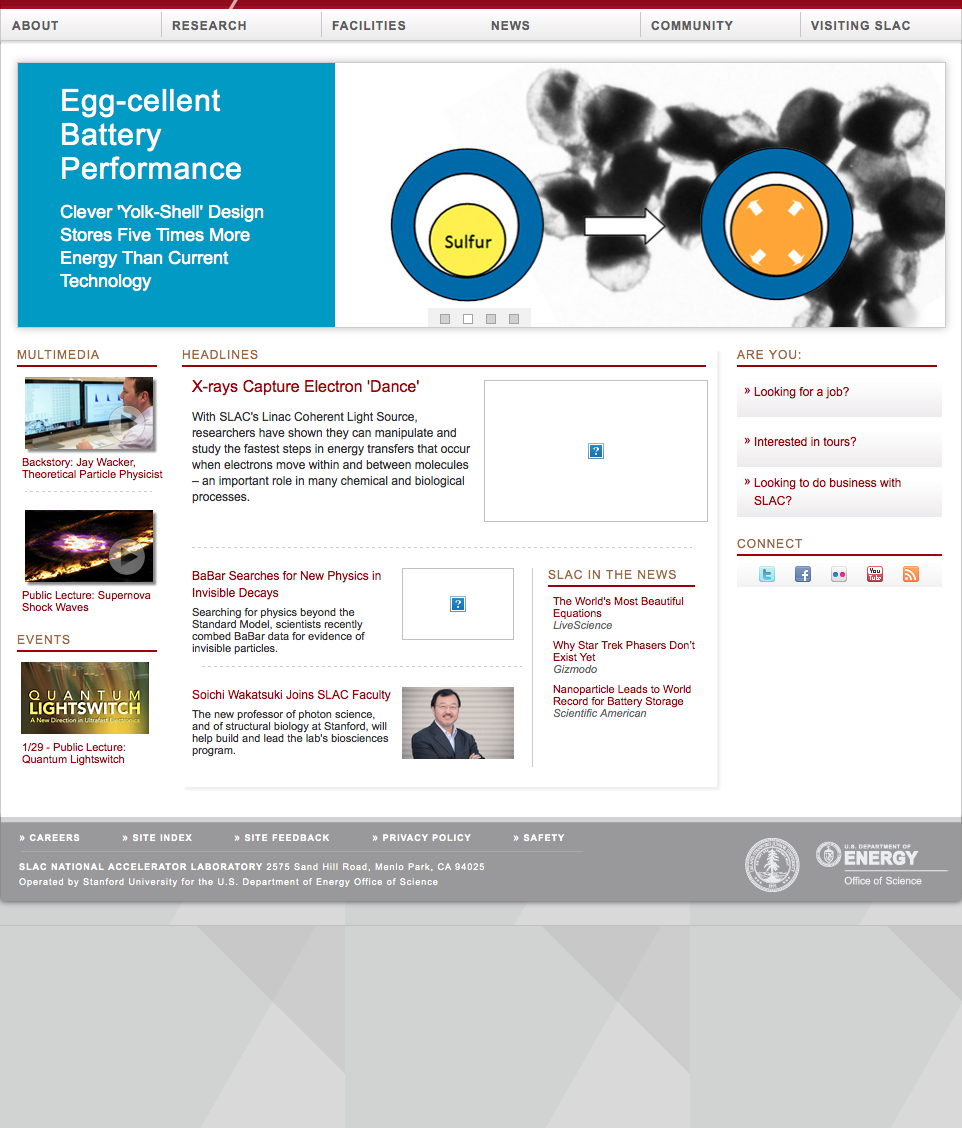 ABOUT
RESEARCH
FACILITIES
NEWS
COMMUNITY
VISITING SLAC
Egg-cellent
Battery
Performance
Clever 'Yolk-Shell' Design
Stores Five Times More
Energy Than Current
Technology
Sulfur
MULTIMEDIA
Backstory: Jay Wacker,
Theoretical Particle Physicist
Public Lecture: Supernova
Shock Waves
EVENTS
QUANTUM
LIGHTSWITCH
A New Direction in Ultrafast Electronics
1/29 - Public Lecture:
Quantum Lightswitch
HEADLINES
X-rays Capture Electron 'Dance'
With SLAC's Linac Coherent Light Source,
researchers have shown they can manipulate and
study the fastest steps in energy transfers that occur
when electrons move within and between molecules
– an important role in many chemical and biological
processes.
?
BaBar Searches for New Physics in
Invisible Decays
Searching for physics beyond the
Standard Model, scientists recently
combed BaBar data for evidence of
invisible particles.
?
Soichi Wakatsuki Joins SLAC Faculty
The new professor of photon science,
and of structural biology at Stanford, will
help build and lead the lab's biosciences
program.
SLAC IN THE NEWS
The World's Most Beautiful
Equations
LiveScience
Why Star Trek Phasers Don't
Exist Yet
Gizmodo
Nanoparticle Leads to World
Record for Battery Storage
Scientific American
ARE YOU:
» Looking for a job?
» Interested in tours?
» Looking to do business with
SLAC?
CONNECT
t
f
You
Tube
» CAREERS
» SITE INDEX
» SITE FEEDBACK
» PRIVACY POLICY
» SAFETY
SLAC NATIONAL ACCELERATOR LABORATORY 2575 Sand Hill Road, Menlo Park, CA 94025
Operated by Stanford University for the U.S. Department of Energy Office of Science
U.S. DEPARTMENT OF
ENERGY
Office of Science